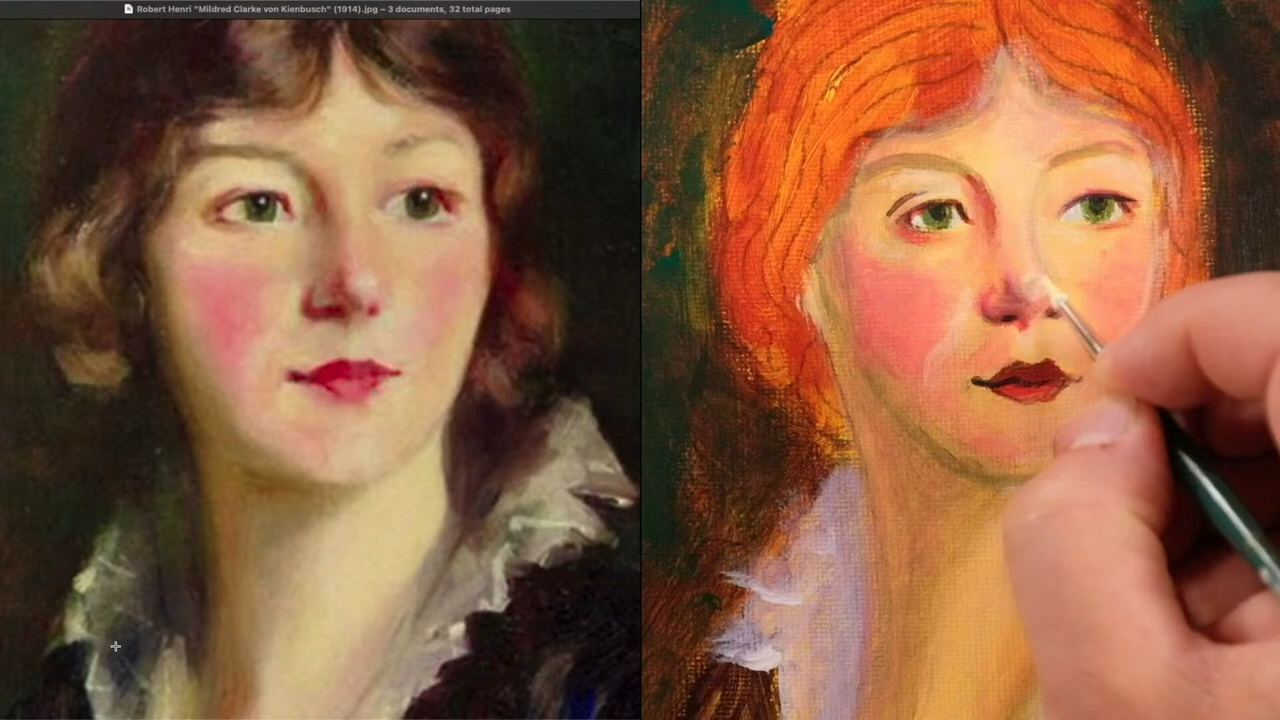 Robert Henri "Mildred Clarke von Kienbusch" (1914).jpg – 3 documents, 32 total pages